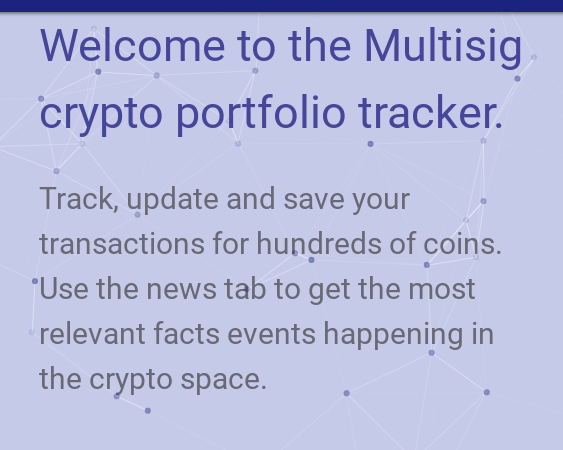 Welcome to the Multisig
crypto portfolio tracker.
Track, update and save your
transactions for hundreds of coins.
Use the news tab to get the most
relevant facts events happening in
the crypto space.